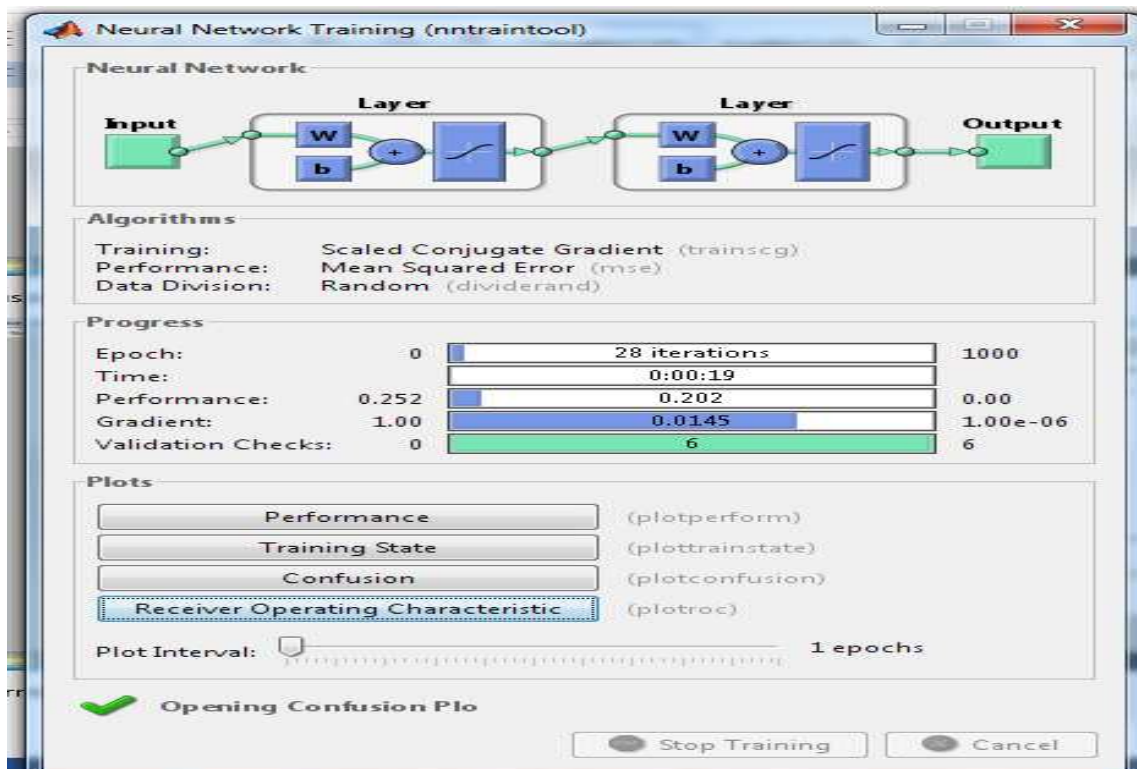 Neural Network Training (nntraintool)
Neural Network
Layer Layer
Input Output
W W
b b
+ +
Algorithms
Training: Scaled Conjugate Gradient (trainscg)
Performance: Mean Squared Error (mse)
Data Division: Random (dividerand)
Progress
Epoch: 0 28 iterations 1000
Time: 0:00:19
Performance: 0.252 0.202 0.00
Gradient: 1.00 0.0145 1.00e-06
Validation Checks: 0 6 6
Plots
Performance (plotperform)
Training State (plottrainstate)
Confusion (plotconfusion)
Receiver Operating Characteristic (plotroc)
Plot Interval: 1 epochs
Opening Confusion Plo
Stop Training Cancel